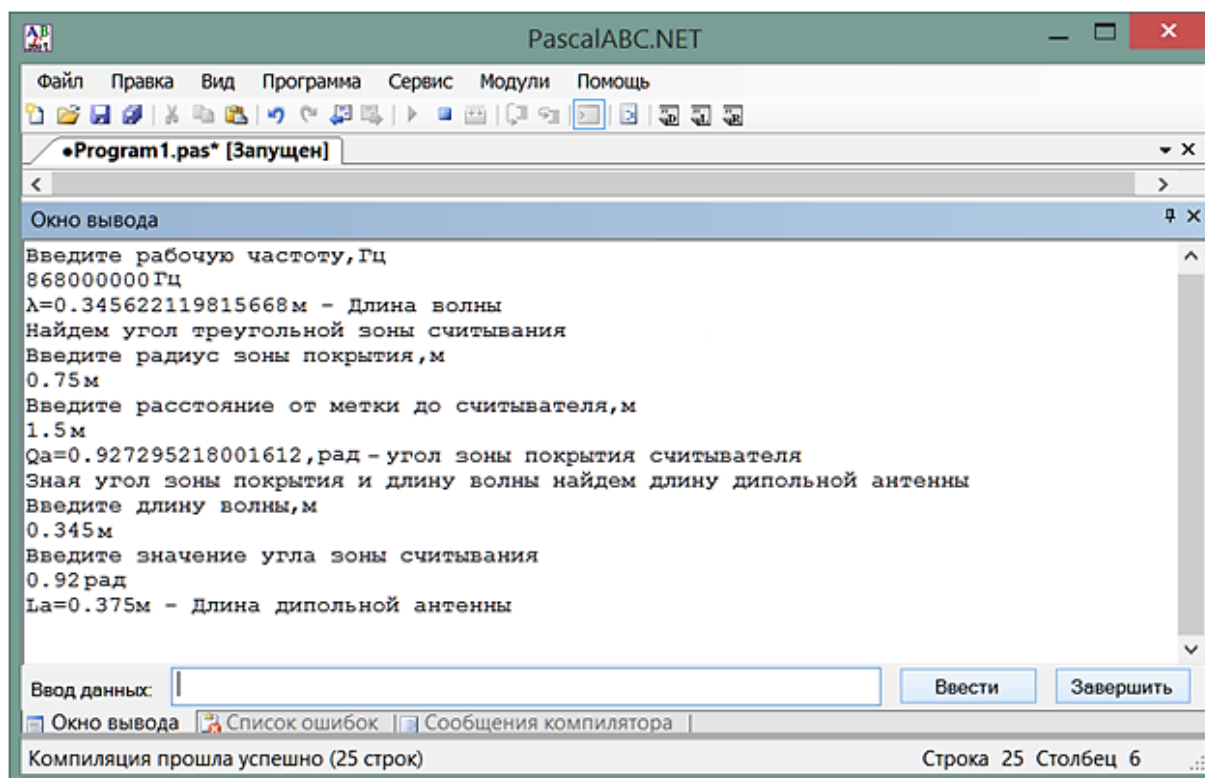 PascalABC.NET
Файл Правка Вид Программа Сервис Модули Помощь
•Program1.pas* [Запущен]
Окно вывода
Введите рабочую частоту,Гц
868000000Гц
λ=0.345622119815668м - Длина волны
Найдем угол треугольной зоны считывания
Введите радиус зоны покрытия,м
0.75м
Введите расстояние от метки до считывателя,м
1.5м
Qa=0.927295218001612,рад - угол зоны покрытия считывателя
Зная угол зоны покрытия и длину волны найдем длину дипольной антенны
Введите длину волны,м
0.345м
Введите значение угла зоны считывания
0.92рад
La=0.375м - Длина дипольной антенны
Ввод данных: Ввести Завершить
Окно вывода Список ошибок Сообщения компилятора
Компиляция прошла успешно (25 строк) Строка 25 Столбец 6